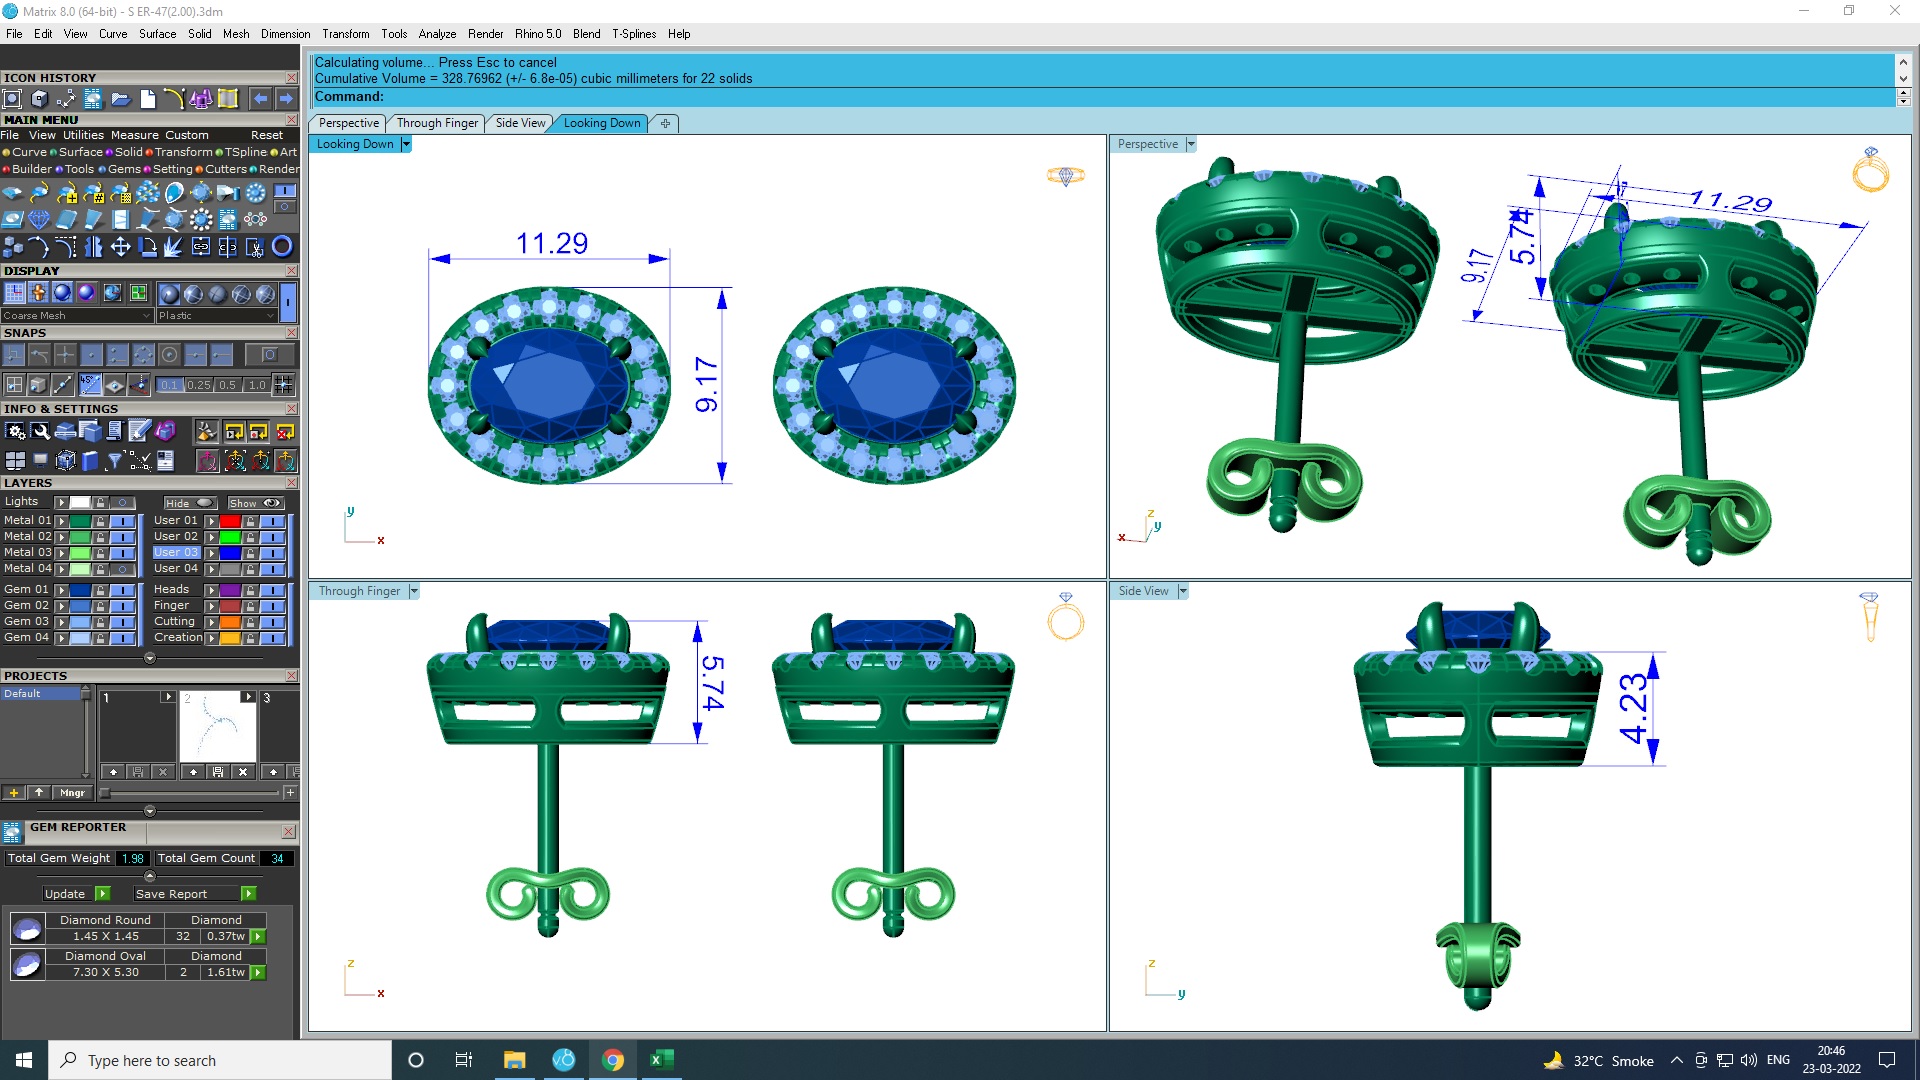 Matrix 8.0 (64-bit) - S ER-47(2.00).3dm
File Edit View Curve Surface Solid Mesh Dimension Transform Tools Analyze Render Rhino 5.0 Blend T-Splines Help
Calculating volume... Press Esc to cancel
Cumulative Volume = 328.76962 (+/- 6.8e-05) cubic millimeters for 22 solids
Command:
Perspective Through Finger Side View Looking Down
ICON HISTORY
MAIN MENU
File View Utilities Measure Custom Reset
Curve Surface Solid Transform TSpline Art
Builder Tools Gems Setting Cutters Render
DISPLAY
Coarse Mesh Plastic
SNAPS
45°
0.1 0.25 0.5 1.0
INFO & SETTINGS
LAYERS
Lights Hide Show
Metal 01 User 01
Metal 02 User 02
Metal 03 User 03
Metal 04 User 04
Gem 01 Heads
Gem 02 Finger
Gem 03 Cutting
Gem 04 Creation
PROJECTS
Default
1 2 3
Mngr
GEM REPORTER
Total Gem Weight 1.98 Total Gem Count 34
Update Save Report
Diamond Round Diamond
1.45 X 1.45 32 0.37tw
Diamond Oval Diamond
7.30 X 5.30 2 1.61tw
Looking Down
11.29
9.17
y
x
Perspective
11.29
5.74
9.17
z
y
x
Through Finger
5.74
z
x
Side View
4.23
z
y
Type here to search
32°C Smoke
ENG
20:46
23-03-2022